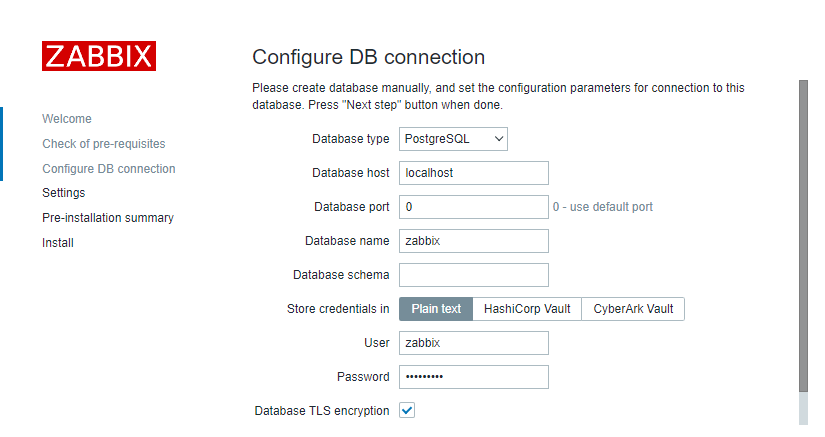 ZABBIX
Welcome
Check of pre-requisites
Configure DB connection
Settings
Pre-installation summary
Install
Configure DB connection
Please create database manually, and set the configuration parameters for connection to this
database. Press "Next step" button when done.
Database type PostgreSQL
Database host localhost
Database port 0 0 - use default port
Database name zabbix
Database schema
Store credentials in Plain text HashiCorp Vault CyberArk Vault
User zabbix
Password •••••••••
Database TLS encryption